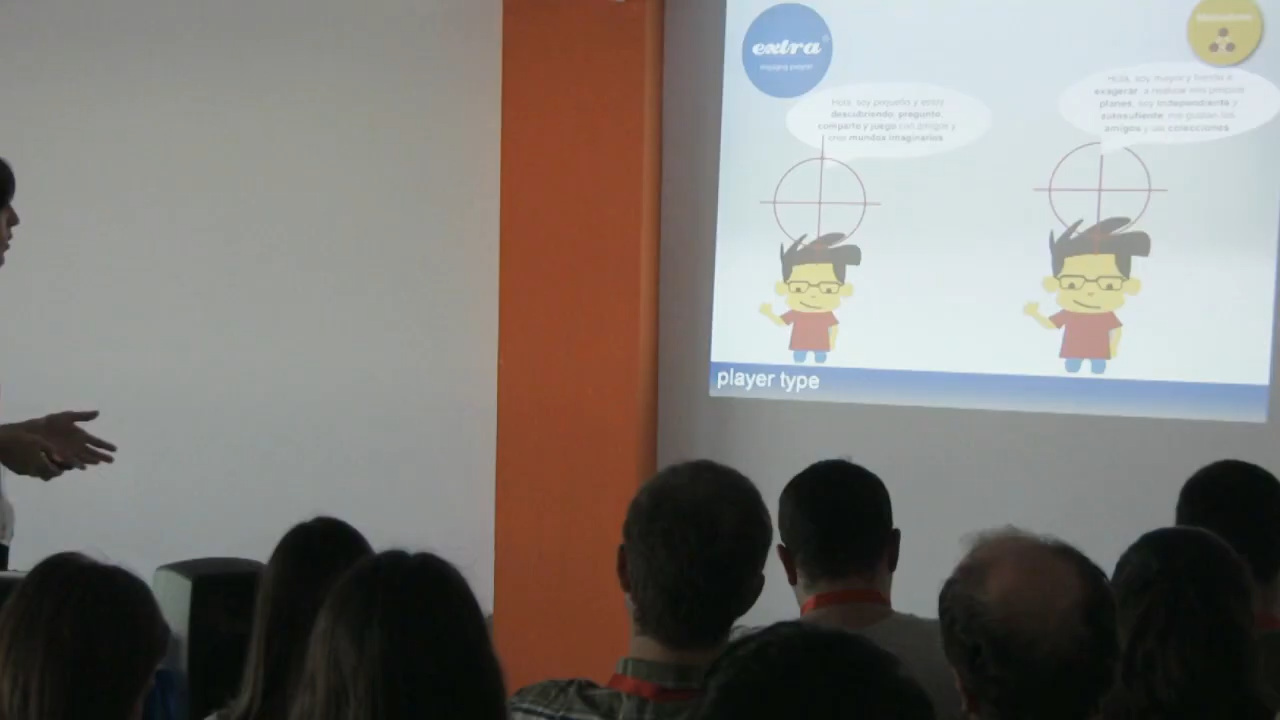 extra
Hola, soy pequeño y estoy
descubriendo, pregunto,
comparto y juego con amigos y
creo mundos imaginarios
Hola, soy mayor y tiendo a
exagerar, a realizar mis propios
planes, soy independiente y
autosufiente, me gustan los
amigos y las colecciones
player type